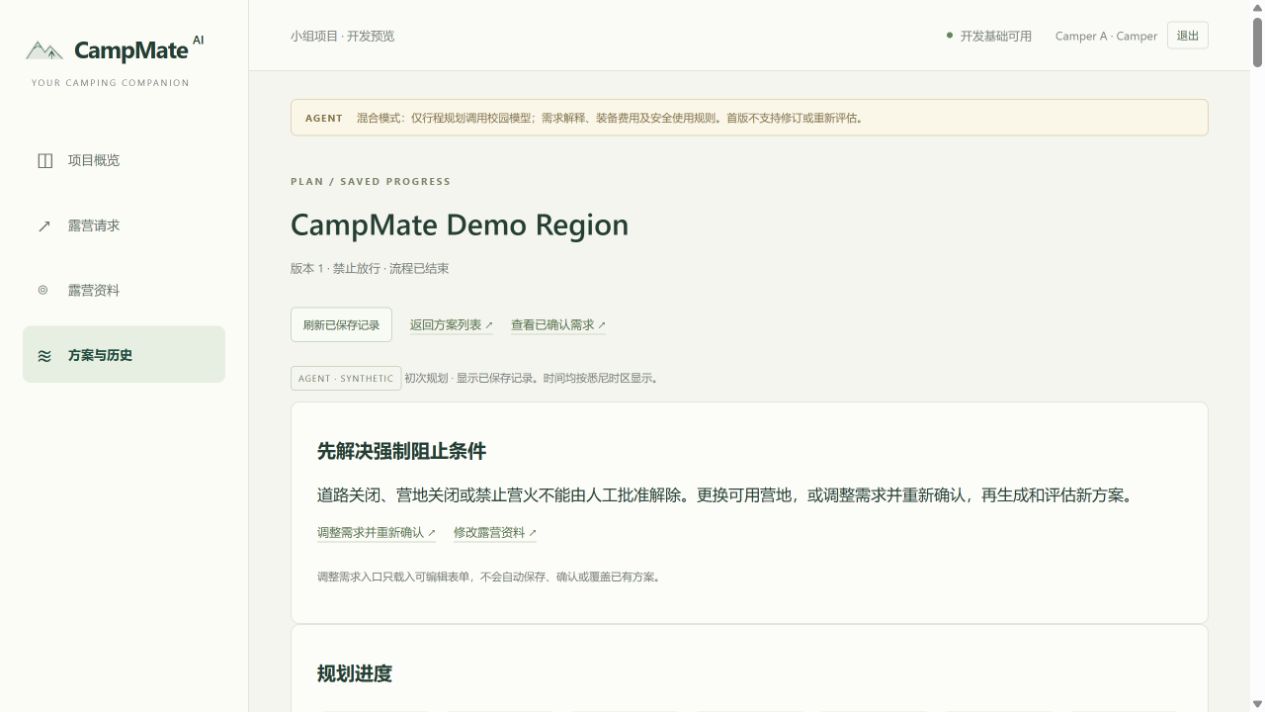 CampMate AI
YOUR CAMPING COMPANION
项目概览
露营请求
露营资料
方案与历史
小组项目 · 开发预览
开发基础可用
Camper A · Camper
退出
AGENT 混合模式：仅行程规划调用校园模型；需求解释、装备费用及安全使用规则。首版不支持修订或重新评估。
PLAN / SAVED PROGRESS
CampMate Demo Region
版本 1 · 禁止放行 · 流程已结束
刷新已保存记录 返回方案列表 ↗ 查看已确认需求 ↗
AGENT · SYNTHETIC 初次规划 · 显示已保存记录。时间均按悉尼时区显示。
先解决强制阻止条件
道路关闭、营地关闭或禁止营火不能由人工批准解除。更换可用营地，或调整需求并重新确认，再生成和评估新方案。
调整需求并重新确认 ↗ 修改露营资料 ↗
调整需求入口只载入可编辑表单，不会自动保存、确认或覆盖已有方案。
规划进度